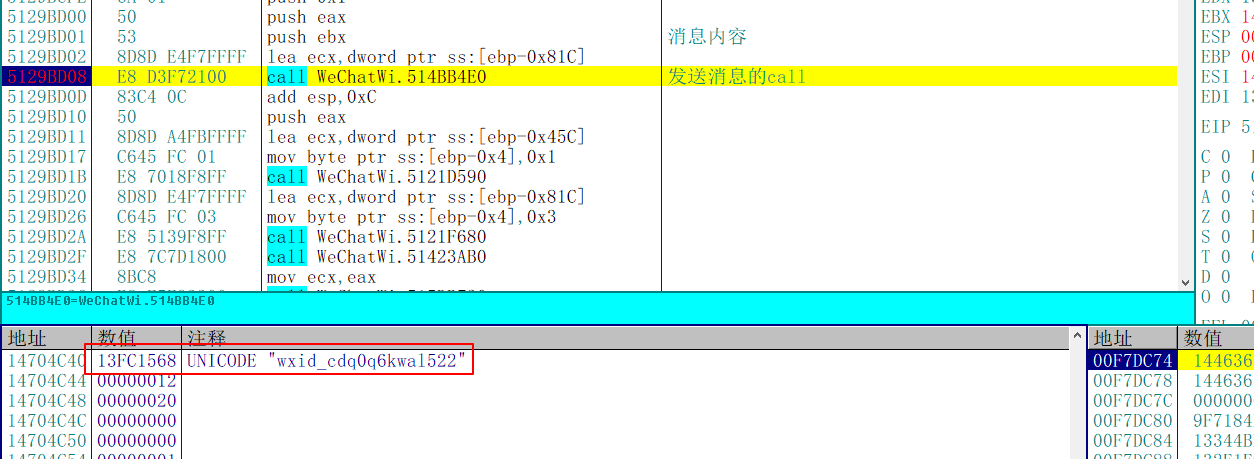 push 0x1
5129BD00 50 push eax
5129BD01 53 push ebx 消息内容
5129BD02 8D8D E4F7FFFF lea ecx,dword ptr ss:[ebp-0x81C]
5129BD08 E8 D3F72100 call WeChatWi.514BB4E0 发送消息的call
5129BD0D 83C4 0C add esp,0xC
5129BD10 50 push eax
5129BD11 8D8D A4FBFFFF lea ecx,dword ptr ss:[ebp-0x45C]
5129BD17 C645 FC 01 mov byte ptr ss:[ebp-0x4],0x1
5129BD1B E8 7018F8FF call WeChatWi.5121D590
5129BD20 8D8D E4F7FFFF lea ecx,dword ptr ss:[ebp-0x81C]
5129BD26 C645 FC 03 mov byte ptr ss:[ebp-0x4],0x3
5129BD2A E8 5139F8FF call WeChatWi.5121F680
5129BD2F E8 7C7D1800 call WeChatWi.51423AB0
5129BD34 8BC8 mov ecx,eax
EBX 14
ESP 00
EBP 00
ESI 14
EDI 13
EIP 51
C 0
P 0
A 0
Z 0
S 0
T 0
D 0
O 0
514BB4E0=WeChatWi.514BB4E0
地址 数值 注释
14704C40 13FC1568 UNICODE "wxid_cdq0q6kwal522"
14704C44 00000012
14704C48 00000020
14704C4C 00000000
14704C50 00000000
14704C54 00000001
地址 数值
00F7DC74 144636
00F7DC78 144636
00F7DC7C 000000
00F7DC80 9F7184
00F7DC84 13344B